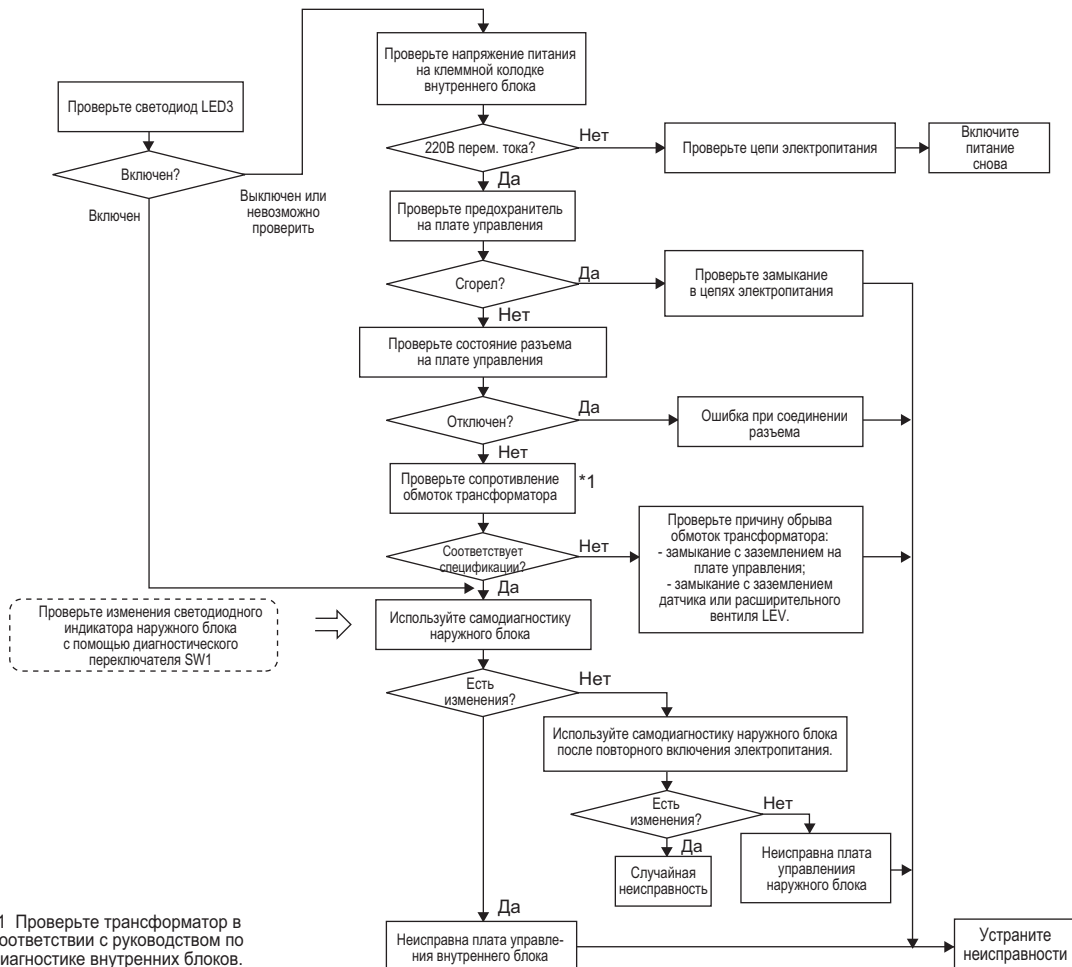 Проверьте напряжение питания
на клеммной колодке
внутреннего блока
Проверьте светодиод LED3
220В перем. тока?
Нет
Проверьте цепи электропитания
Включите
питание
снова
Включен?
Да
Выключен или
невозможно
проверить
Включен
Проверьте предохранитель
на плате управления
Сгорел?
Да
Проверьте замыкание
в цепях электропитания
Нет
Проверьте состояние разъема
на плате управления
Отключен?
Да
Ошибка при соединении
разъема
Нет
Проверьте сопротивление
обмоток трансформатора
*1
Соответствует
спецификации?
Нет
Проверьте причину обрыва
обмоток трансформатора:
- замыкание с заземлением на
плате управления;
- замыкание с заземлением
датчика или расширительного
вентиля LEV.
Да
Проверьте изменения светодиодного
индикатора наружного блока
с помощью диагностического
переключателя SW1
Используйте самодиагностику
наружного блока
Есть
изменения?
Нет
Используйте самодиагностику наружного блока
после повторного включения электропитания.
Есть
изменения?
Нет
Да
Случайная
неисправность
Неисправна плата
управлениия
наружного блока
Да
1 Проверьте трансформатор в
оответствии с руководством по
иагностике внутренних блоков.
Неисправна плата управле-
ния внутреннего блока
Устраните
неисправности